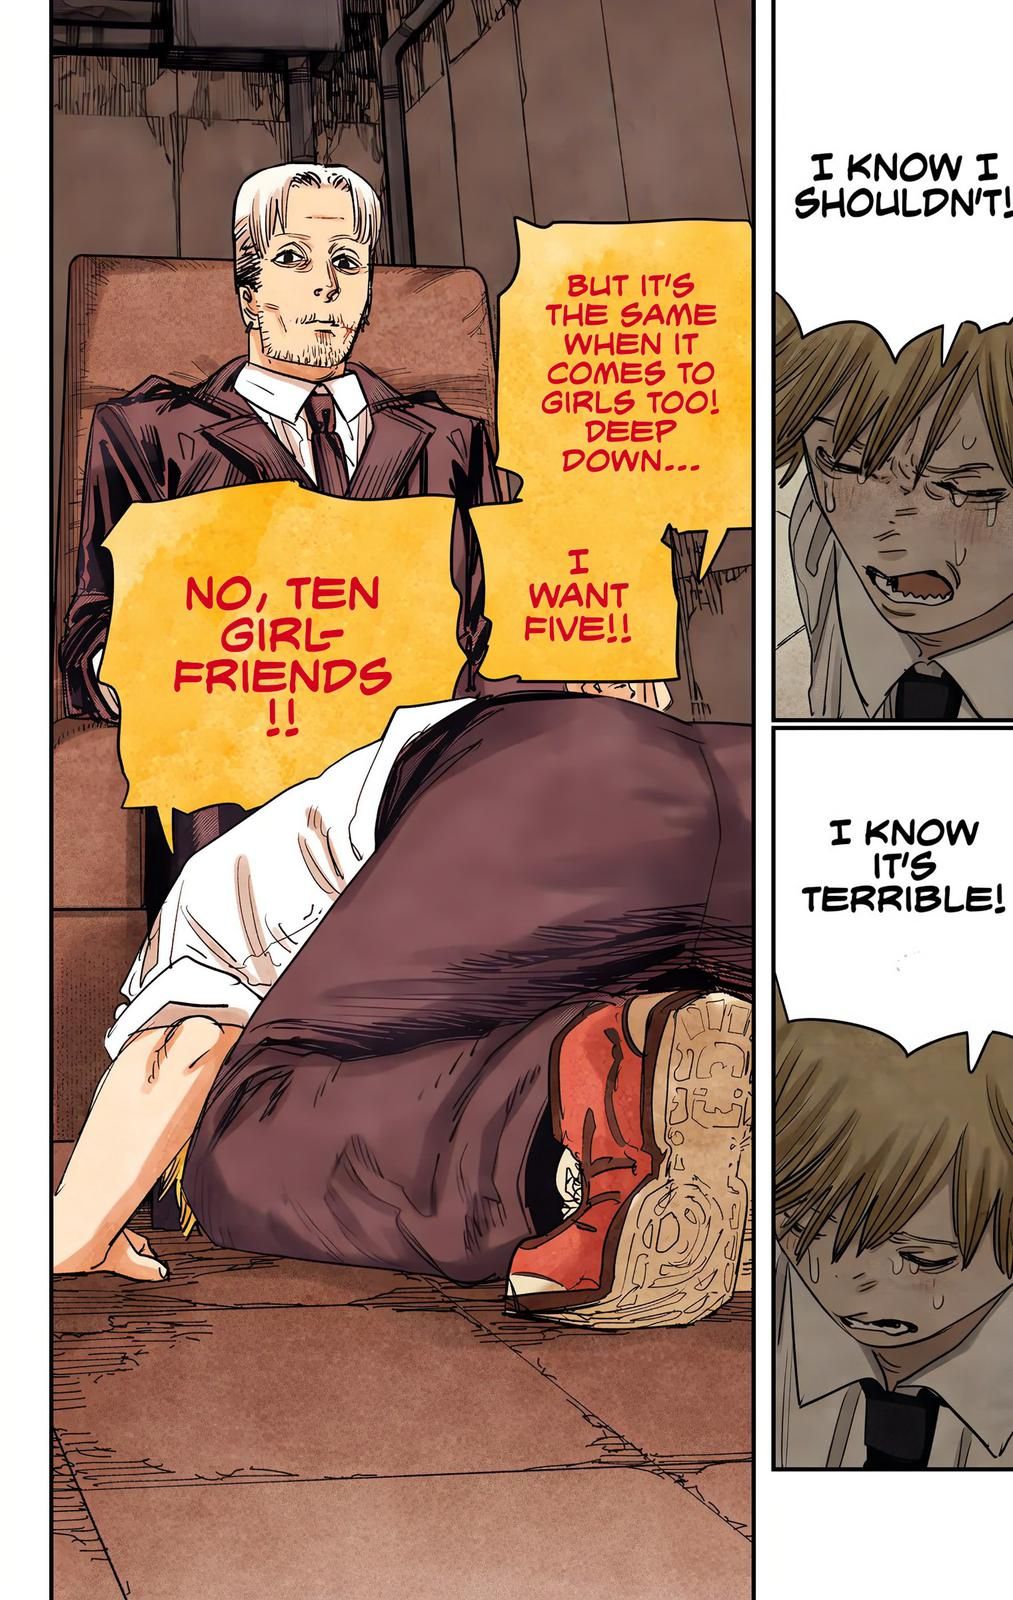 I KNOW I
SHOULDN'T!
I KNOW
IT'S
TERRIBLE!
BUT IT'S
THE SAME
WHEN IT
COMES TO
GIRLS TOO!
DEEP
DOWN...
I
WANT
FIVE!!
NO, TEN
GIRL-
FRIENDS
!!